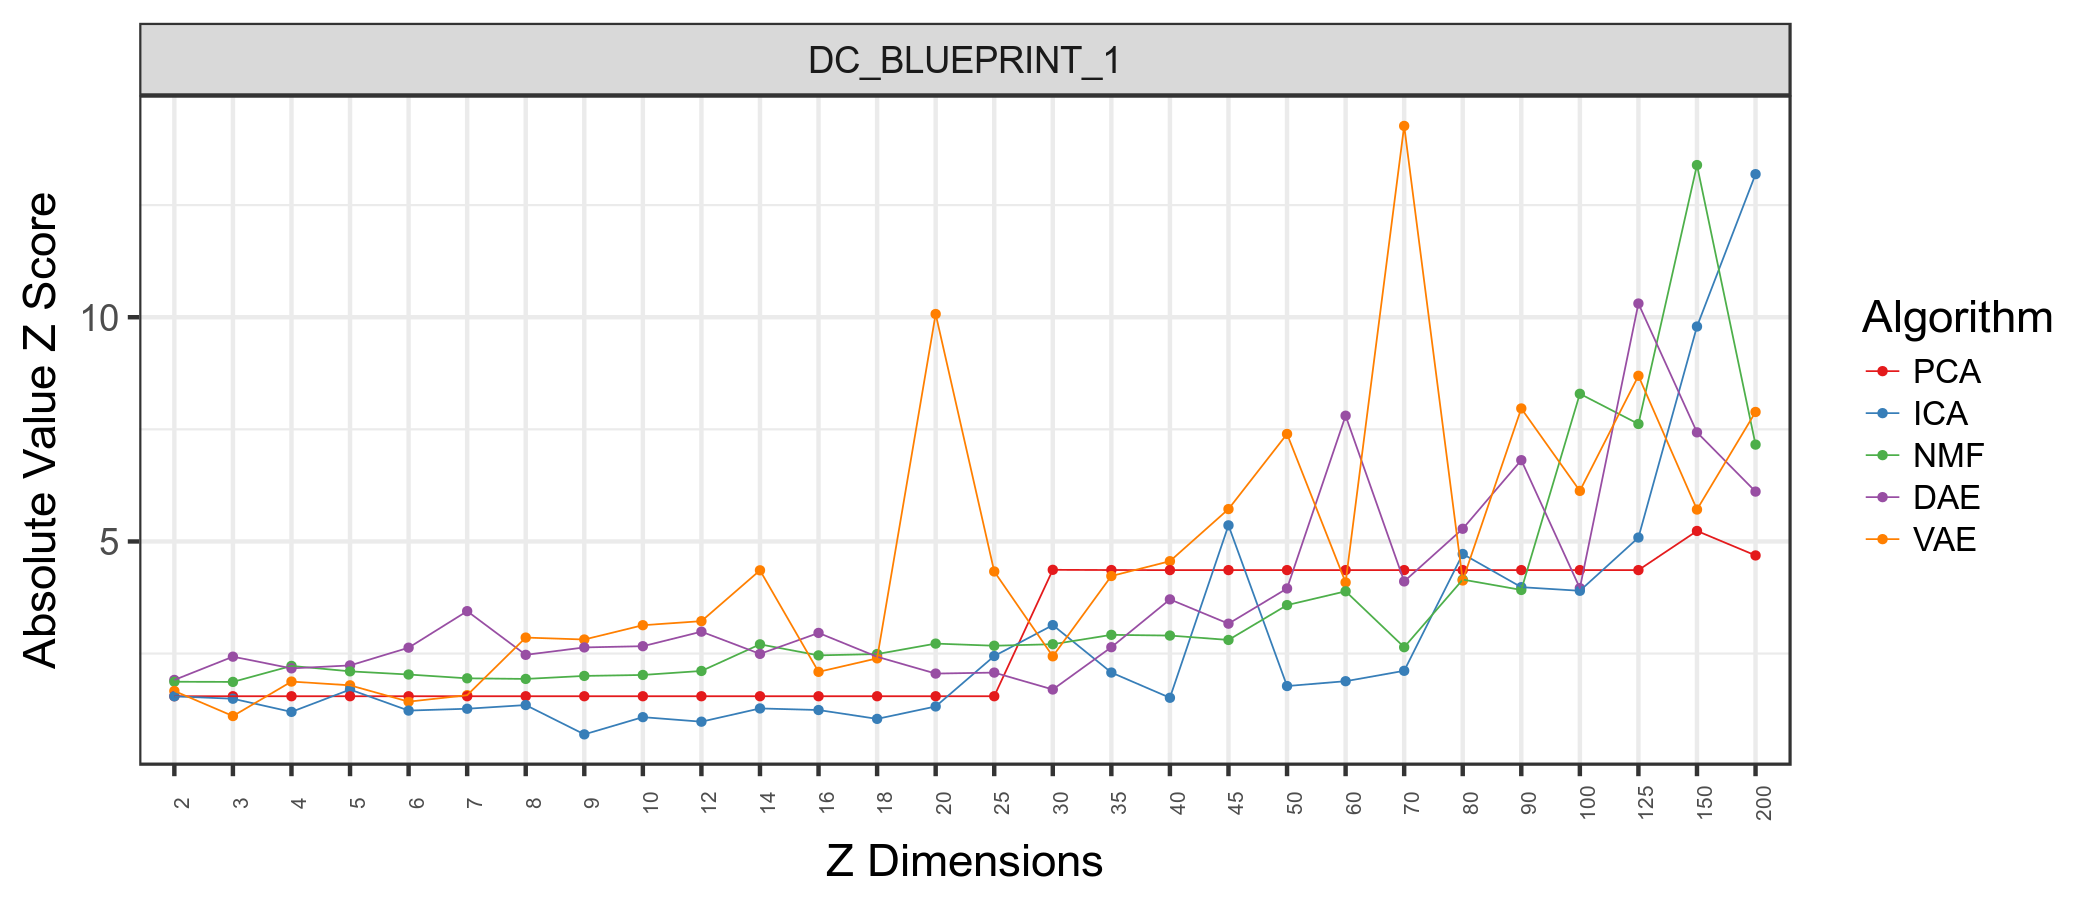 DC_BLUEPRINT_1
Absolute Value Z Score
10
5
2 3 4 5 6 7 8 9 10 12 14 16 18 20 25 30 35 40 45 50 60 70 80 90 100 125 150 200
Z Dimensions
Algorithm
PCA
ICA
NMF
DAE
VAE